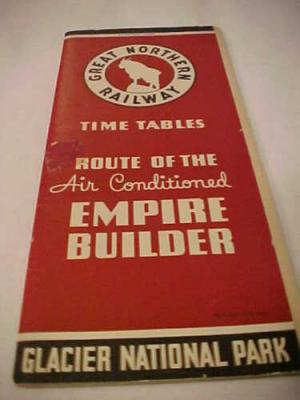 GREAT NORTHERN
RAILWAY
TIME TABLES
ROUTE OF THE
Air Conditioned
EMPIRE
BUILDER
GLACIER NATIONAL PARK